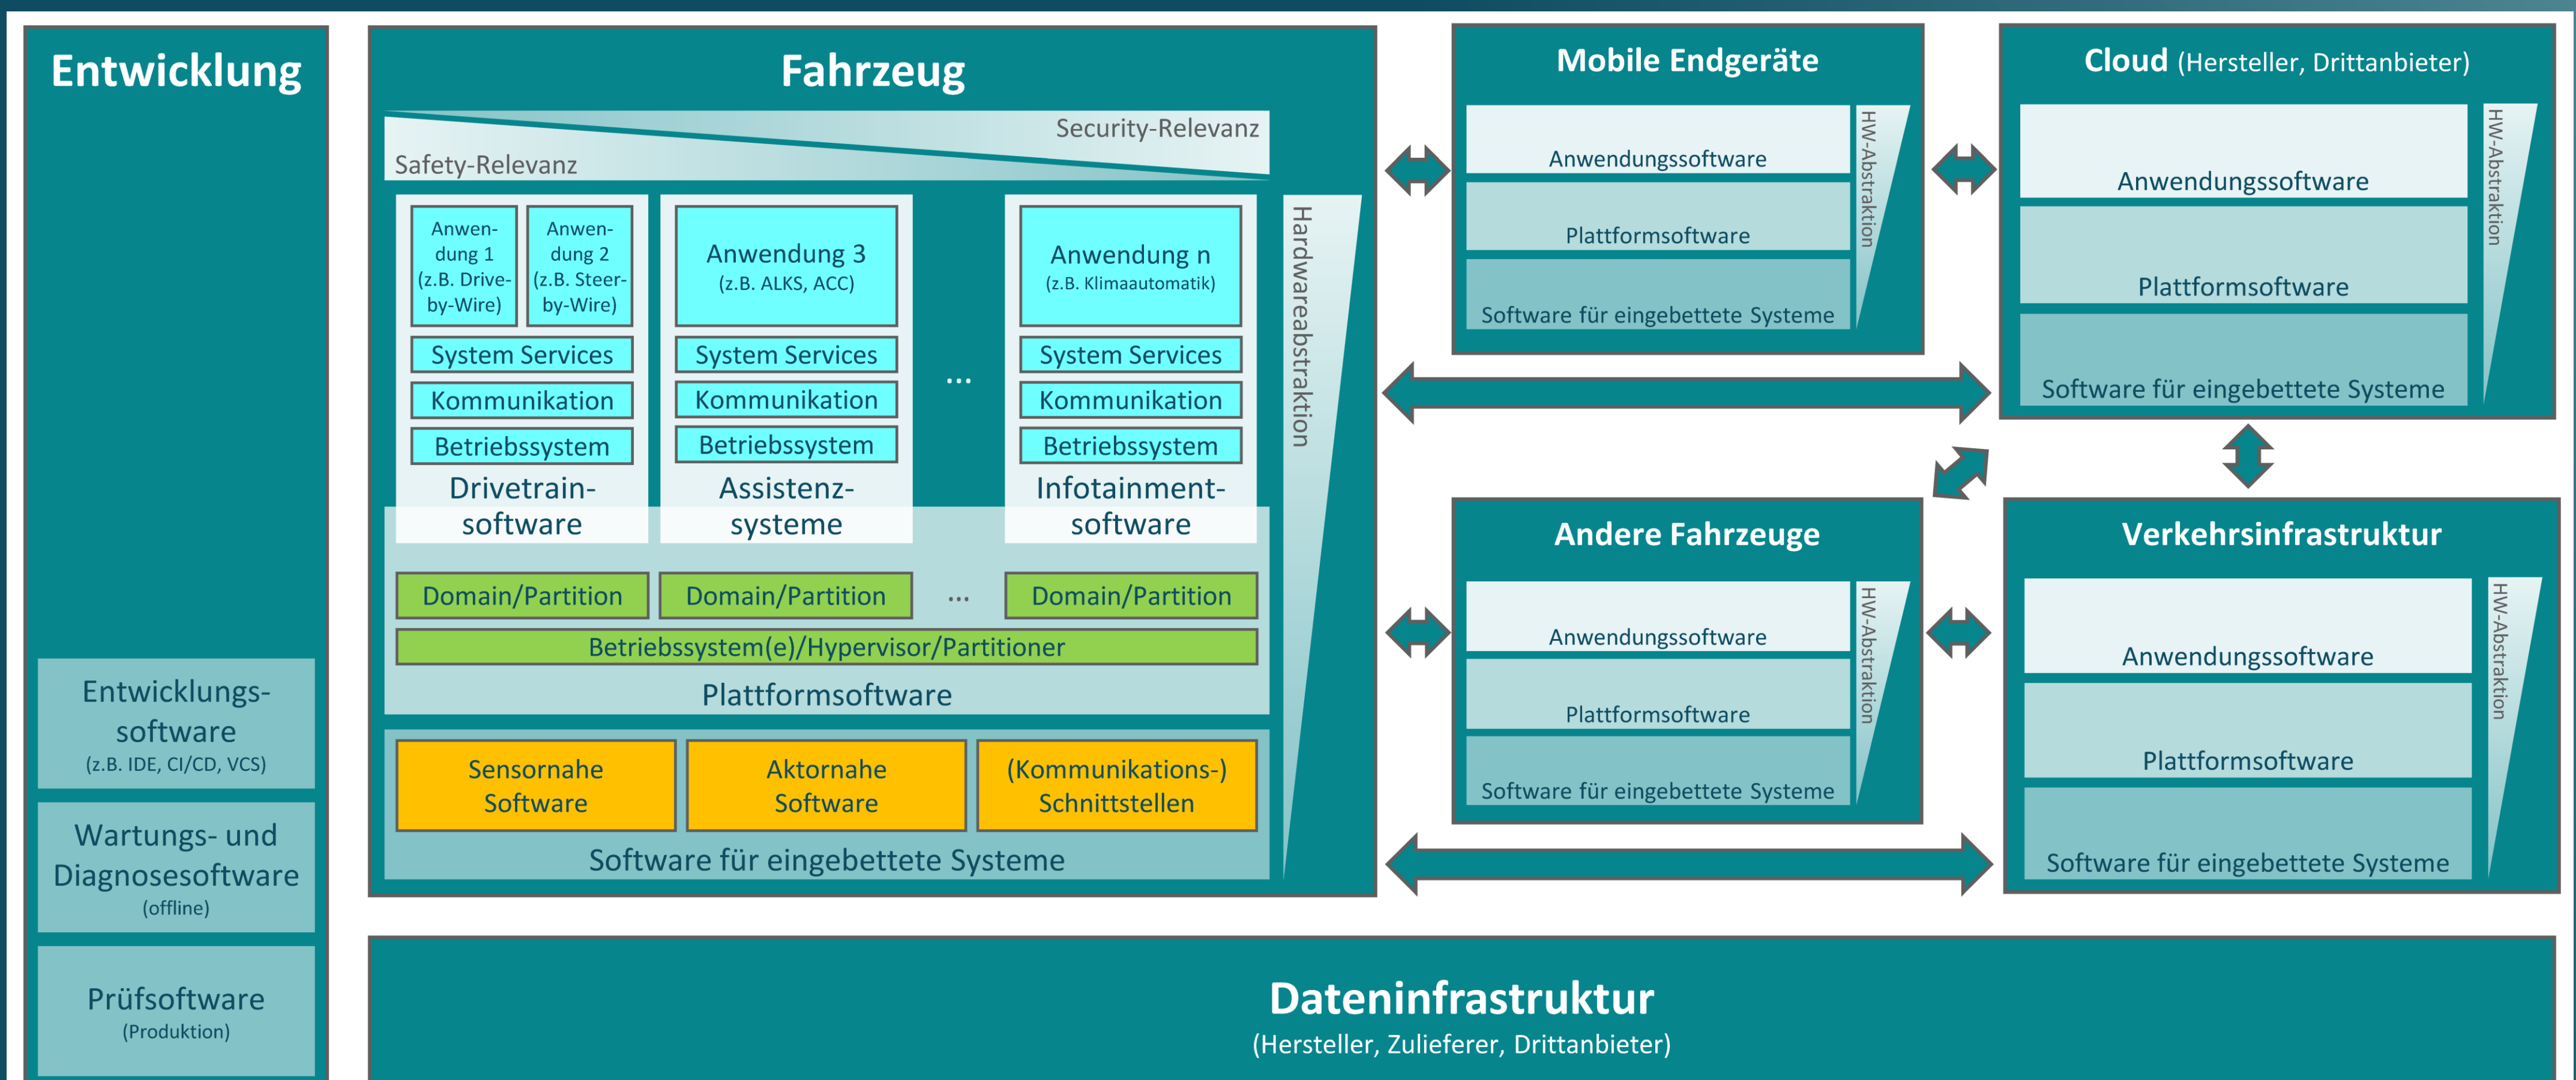 Entwicklung
Entwicklungs-
software
(z.B. IDE, CI/CD, VCS)
Wartungs- und
Diagnosesoftware
(offline)
Prüfsoftware
(Produktion)
Fahrzeug
Security-Relevanz
Safety-Relevanz
Anwen-
dung 1
(z.B. Drive-
by-Wire)
Anwen-
dung 2
(z.B. Steer-
by-Wire)
System Services
Kommunikation
Betriebssystem
Drivetrain-
software
Anwendung 3
(z.B. ALKS, ACC)
System Services
Kommunikation
Betriebssystem
Assistenz-
systeme
...
Anwendung n
(z.B. Klimaautomatik)
System Services
Kommunikation
Betriebssystem
Infotainment-
software
Hardwareabstraktion
Domain/Partition
Domain/Partition
...
Domain/Partition
Betriebssystem(e)/Hypervisor/Partitioner
Plattformsoftware
Sensornahe
Software
Aktornahe
Software
(Kommunikations-)
Schnittstellen
Software für eingebettete Systeme
Mobile Endgeräte
Anwendungssoftware
Plattformsoftware
Software für eingebettete Systeme
HW-Abstraktion
Cloud (Hersteller, Drittanbieter)
Anwendungssoftware
Plattformsoftware
Software für eingebettete Systeme
HW-Abstraktion
Andere Fahrzeuge
Anwendungssoftware
Plattformsoftware
Software für eingebettete Systeme
HW-Abstraktion
Verkehrsinfrastruktur
Anwendungssoftware
Plattformsoftware
Software für eingebettete Systeme
HW-Abstraktion
Dateninfrastruktur
(Hersteller, Zulieferer, Drittanbieter)